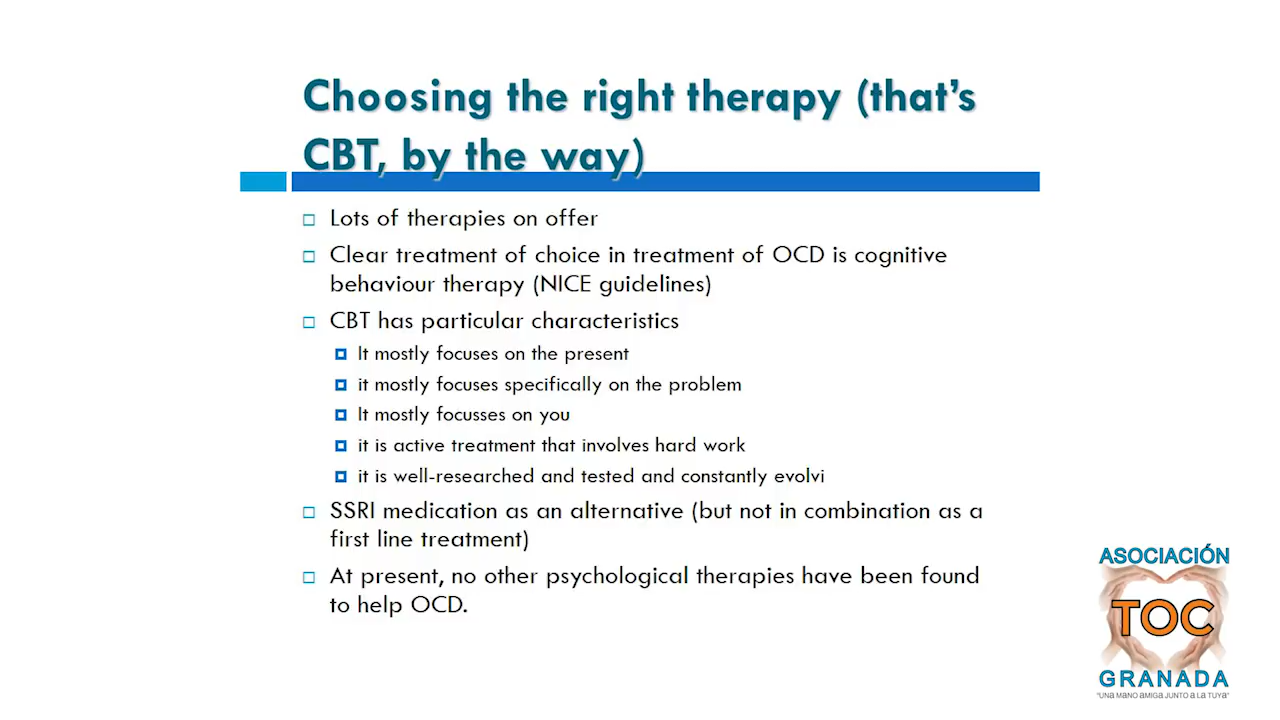 Choosing the right therapy (that's
CBT, by the way)
Lots of therapies on offer
Clear treatment of choice in treatment of OCD is cognitive
behaviour therapy (NICE guidelines)
CBT has particular characteristics
It mostly focuses on the present
it mostly focuses specifically on the problem
It mostly focusses on you
it is active treatment that involves hard work
it is well-researched and tested and constantly evolvi
SSRI medication as an alternative (but not in combination as a
first line treatment)
At present, no other psychological therapies have been found
to help OCD.
ASOCIACIÓN
TOC
GRANADA
"UNA MANO AMIGA JUNTO A LA TUYA"